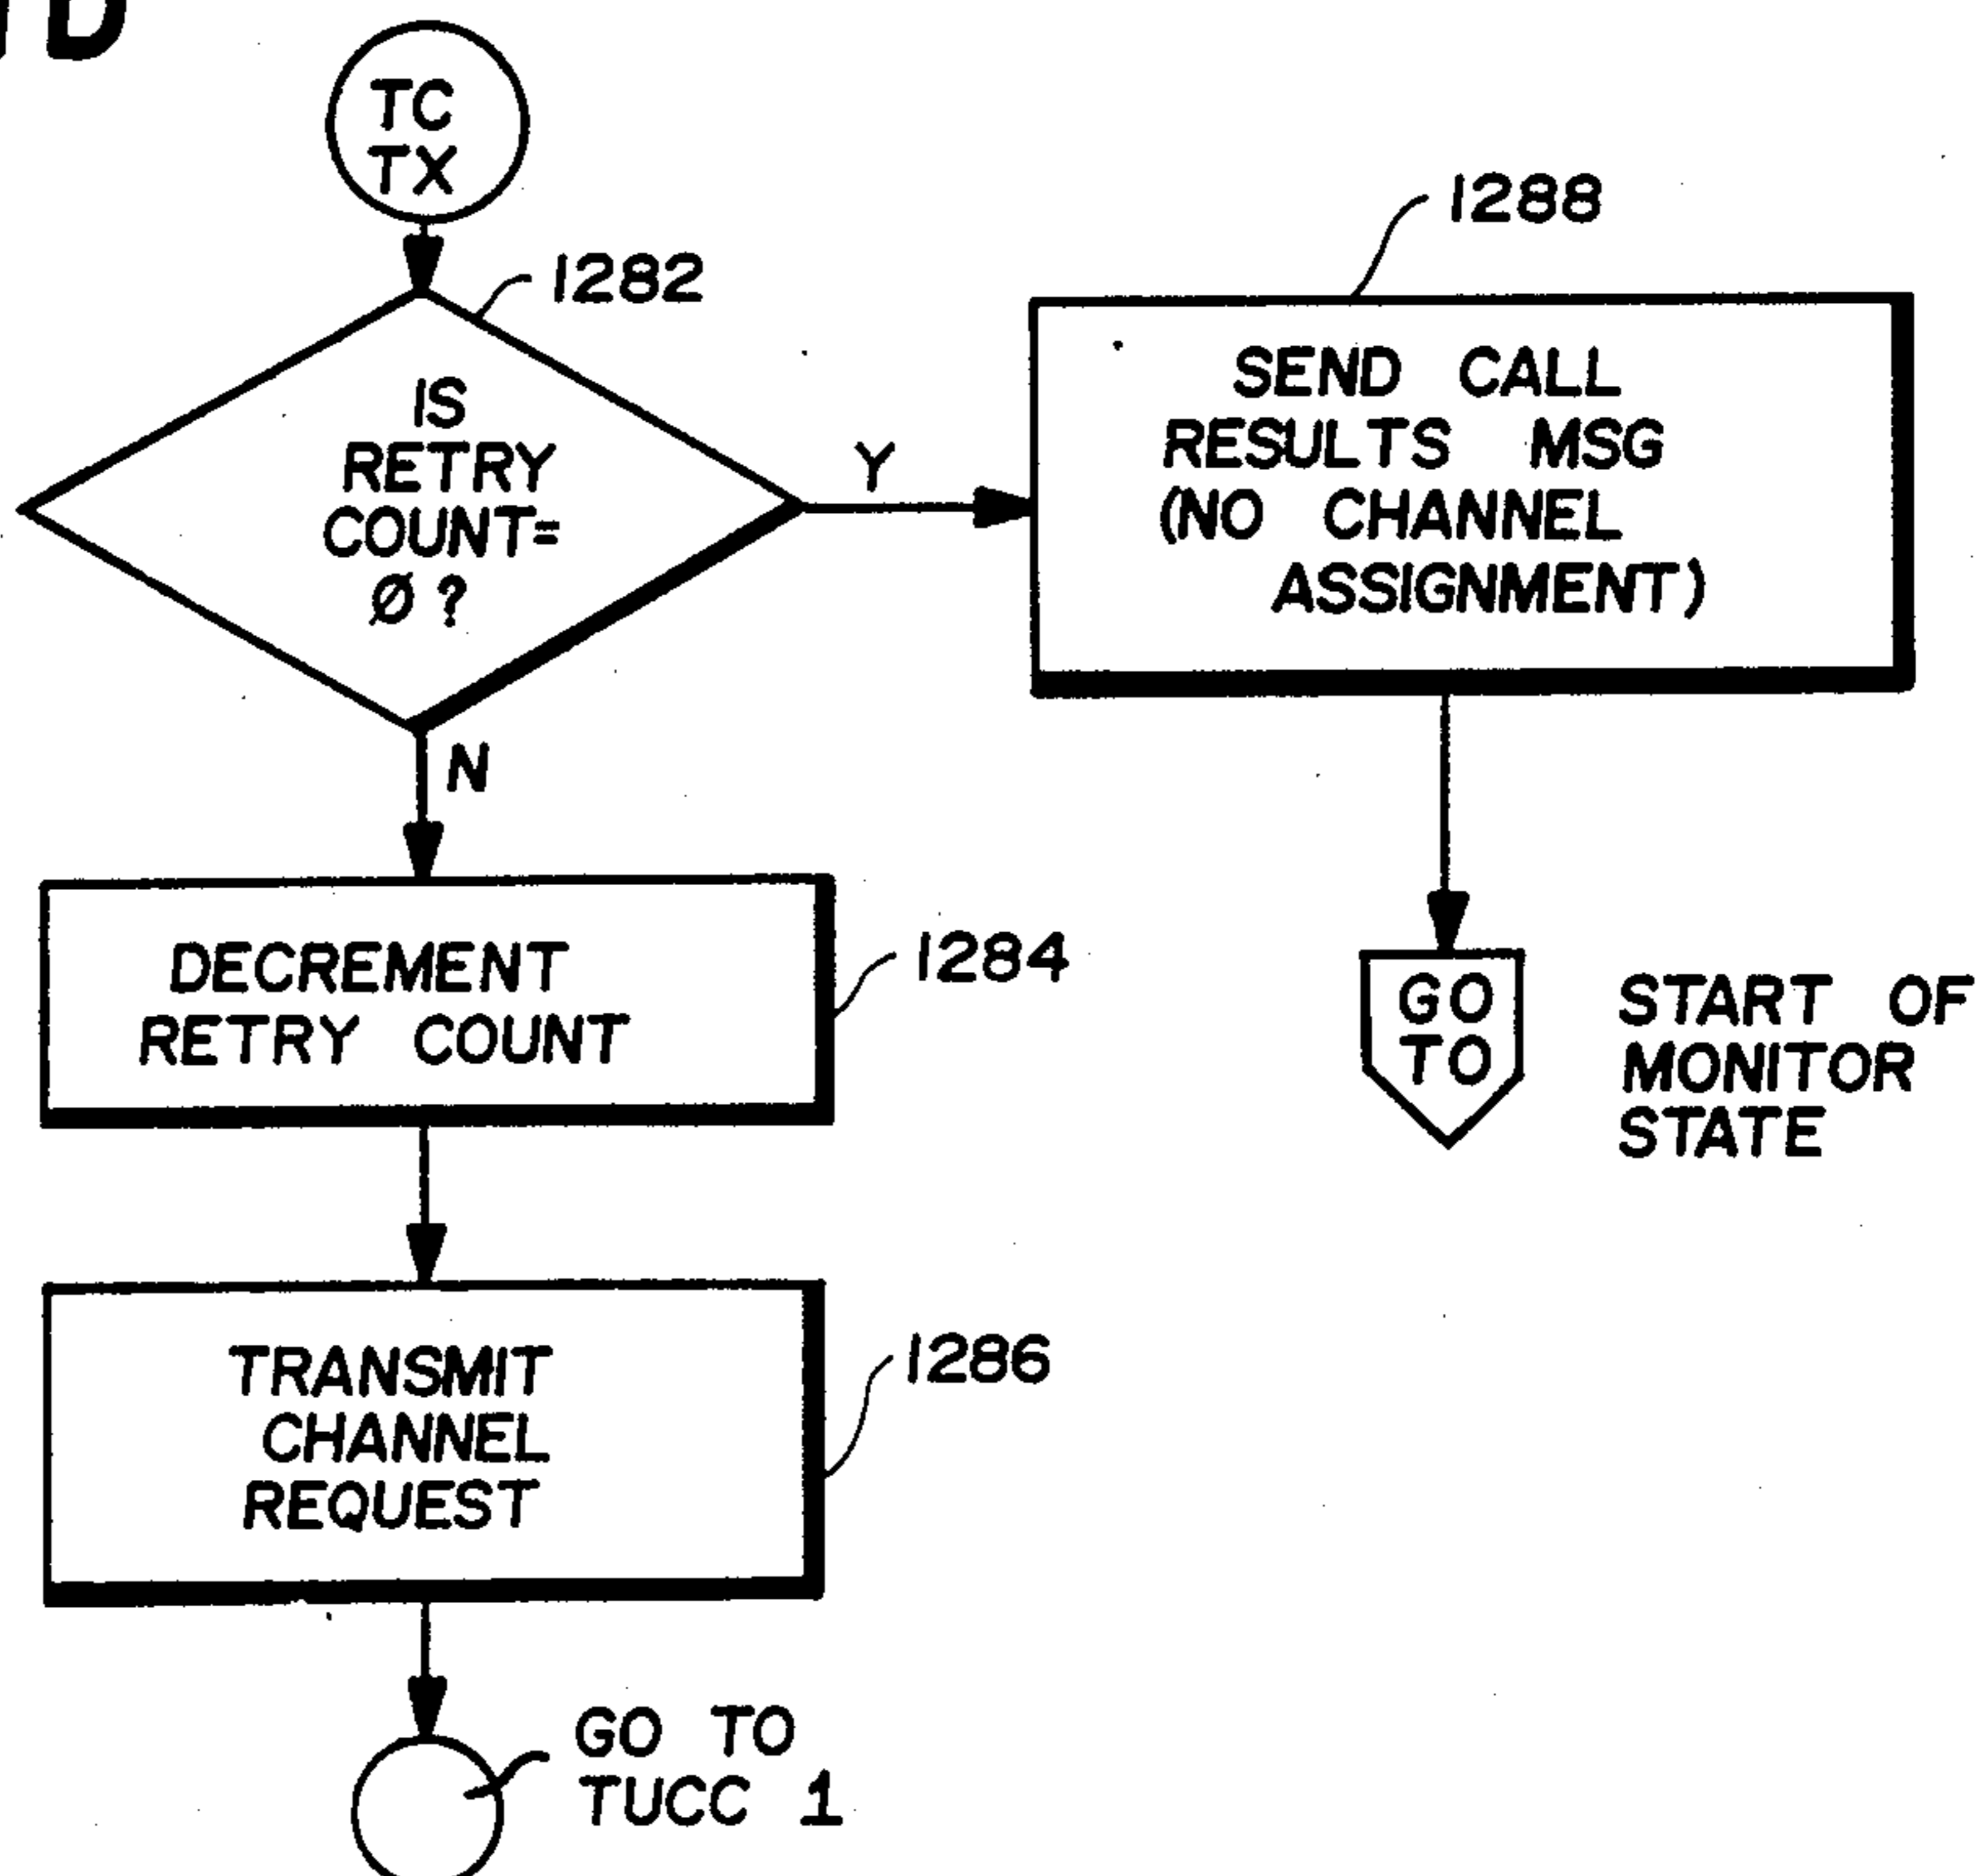 D
TC
TX
1282
IS
RETRY
COUNT=
Ø ?
Y
N
1288
SEND CALL
RESULTS MSG
(NO CHANNEL
ASSIGNMENT)
DECREMENT
RETRY COUNT
1284
GO
TO
START OF
MONITOR
STATE
TRANSMIT
CHANNEL
REQUEST
1286
GO TO
TUCC 1